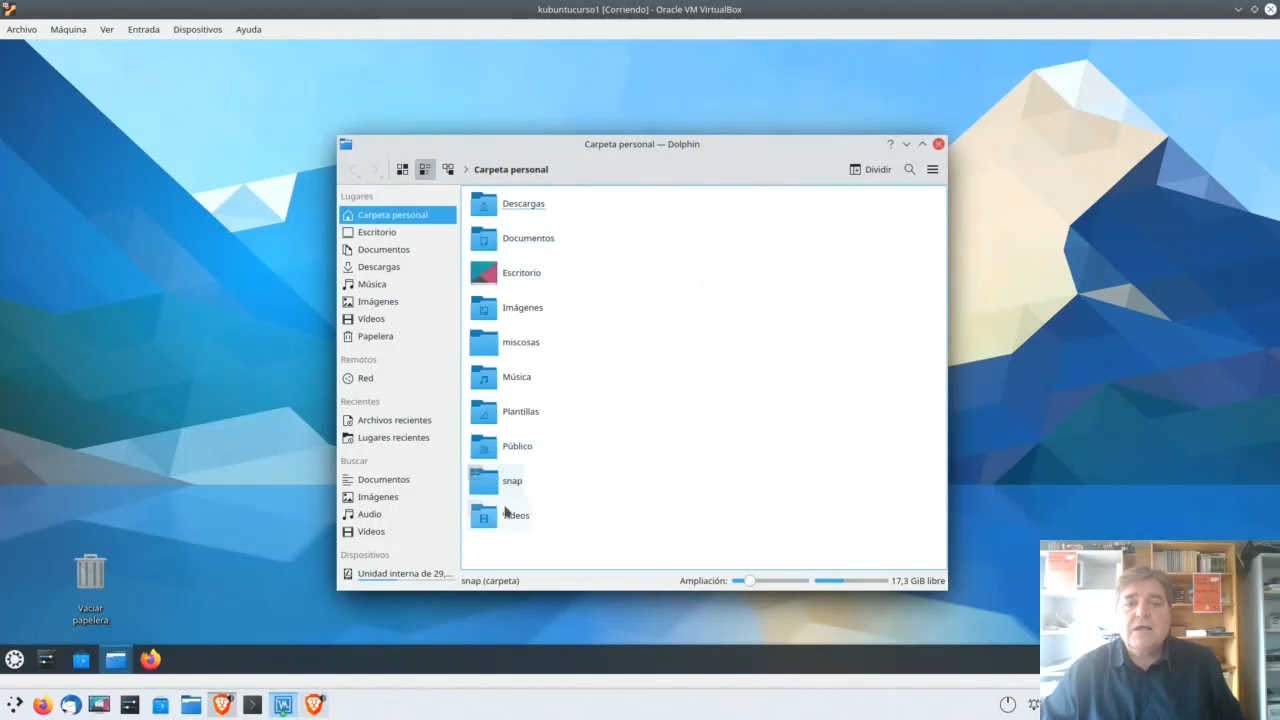 kubuntucurso1 [Corriendo] - Oracle VM VirtualBox
Archivo Máquina Ver Entrada Dispositivos Ayuda
Carpeta personal — Dolphin
Carpeta personal
Dividir
Lugares
Carpeta personal
Escritorio
Documentos
Descargas
Música
Imágenes
Vídeos
Papelera
Remotos
Red
Recientes
Archivos recientes
Lugares recientes
Buscar
Documentos
Imágenes
Audio
Vídeos
Dispositivos
Unidad interna de 29,...
Descargas
Documentos
Escritorio
Imágenes
miscosas
Música
Plantillas
Público
snap
Vídeos
snap (carpeta)
Ampliación:
17,3 GiB libre
Vaciar
papelera